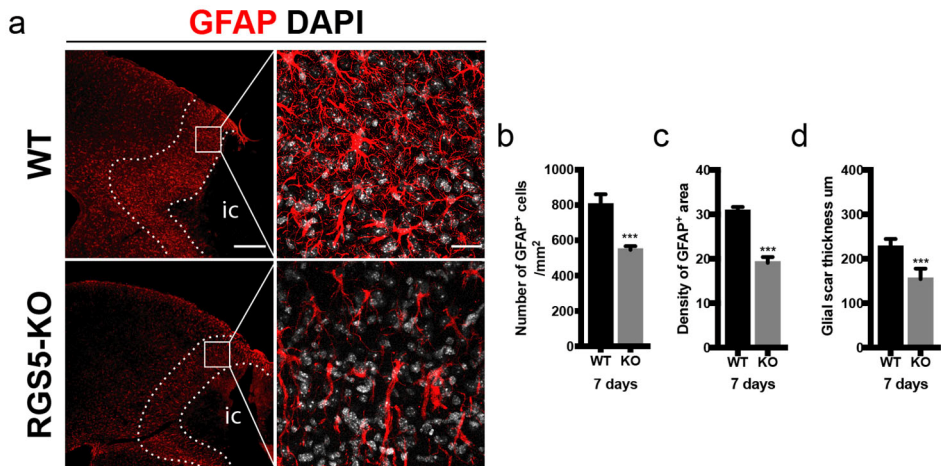 a
GFAP DAPI
WT
ic
RGS5-KO
ic
b
Number of GFAP⁺ cells
/mm²
1000
800
600
400
200
0
***
WT KO
7 days
c
Density of GFAP⁺ area
40
30
20
10
0
***
WT KO
7 days
d
Glial scar thickness um
400
300
200
100
0
***
WT KO
7 days